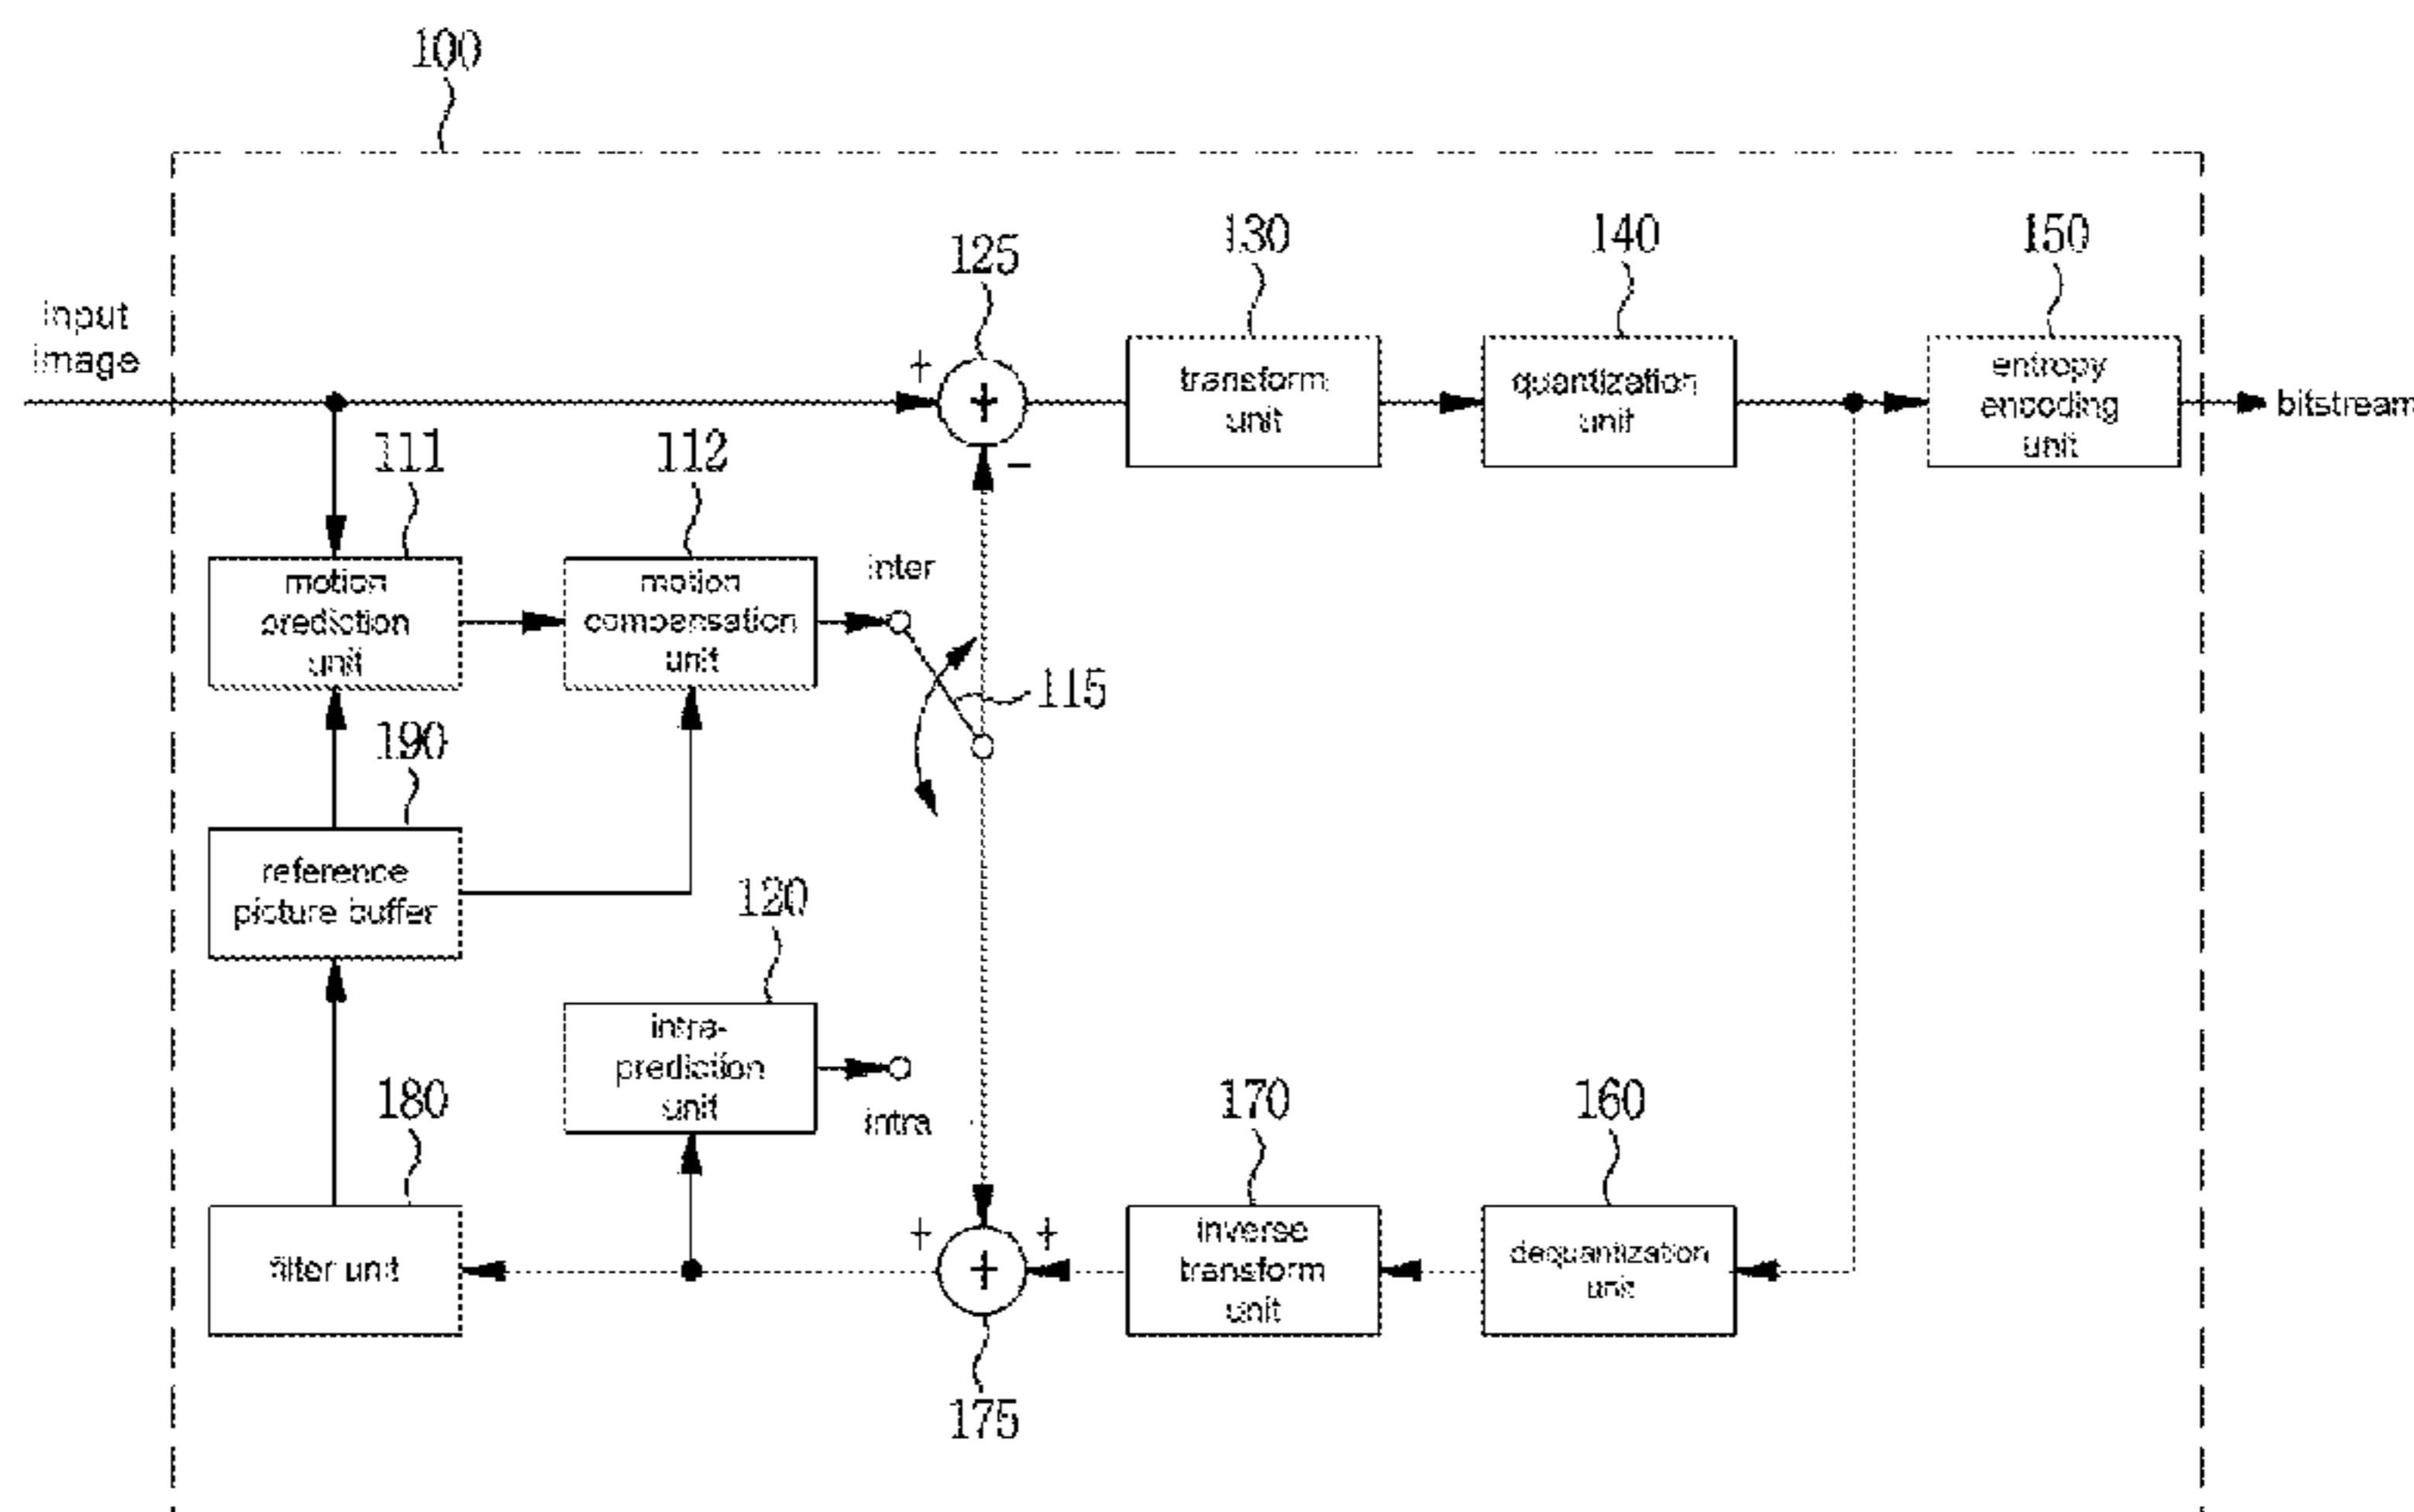 100
125
130
140
150
input
image
+
+
transform
unit
quantization
unit
entropy
encoding
unit
bitstream
−
111
112
motion
prediction
unit
motion
compensation
unit
inter
115
190
reference
picture buffer
120
intra-
prediction
unit
intra
180
170
160
filter unit
+
+
+
inverse
transform
unit
dequantization
unit
175